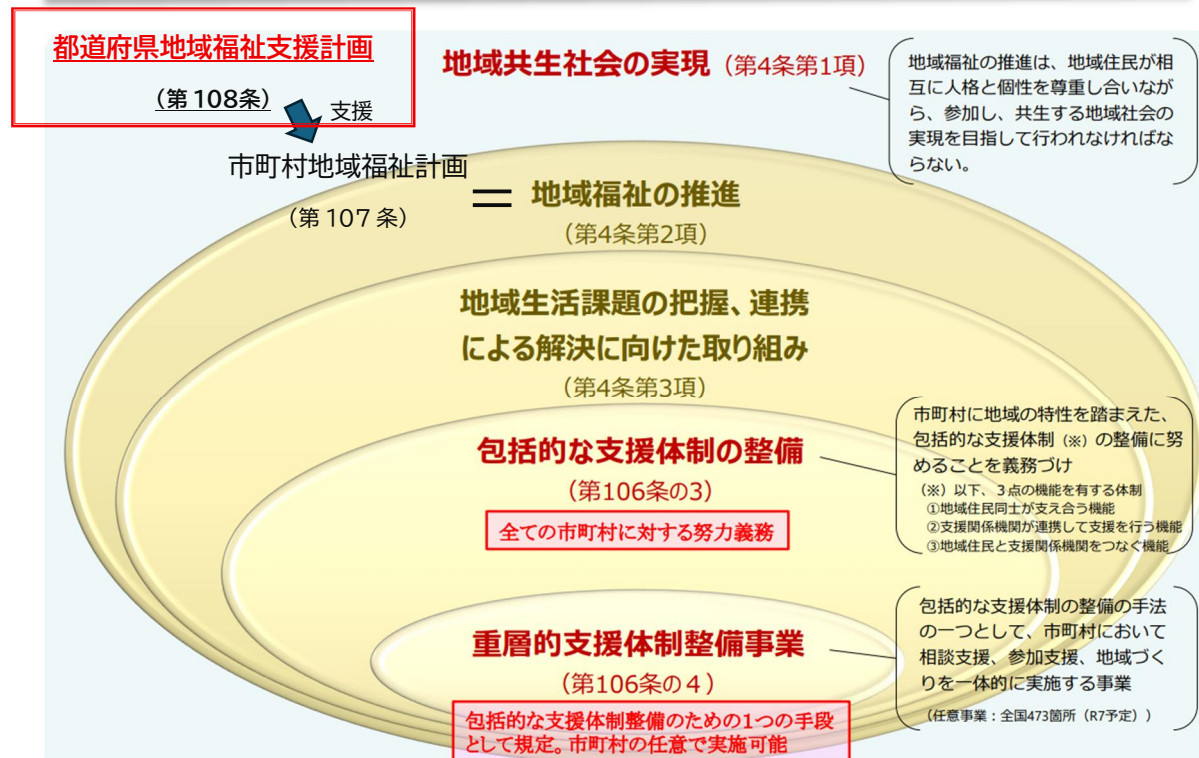 都道府県地域福祉支援計画
（第108条）
支援
市町村地域福祉計画
（第107条）
＝
地域共生社会の実現（第4条第1項）
地域福祉の推進は、地域住民が相
互に人格と個性を尊重し合いなが
ら、参加し、共生する地域社会の
実現を目指して行われなければな
らない。
地域福祉の推進
（第4条第2項）
地域生活課題の把握、連携
による解決に向けた取り組み
（第4条第3項）
包括的な支援体制の整備
（第106条の3）
全ての市町村に対する努力義務
市町村に地域の特性を踏まえた、
包括的な支援体制（※）の整備に努
めることを義務づけ
（※）以下、３点の機能を有する体制
①地域住民同士が支え合う機能
②支援関係機関が連携して支援を行う機能
③地域住民と支援関係機関をつなぐ機能
重層的支援体制整備事業
（第106条の４）
包括的な支援体制整備のための1つの手段
として規定。市町村の任意で実施可能
包括的な支援体制の整備の手法
の一つとして、市町村において
相談支援、参加支援、地域づく
りを一体的に実施する事業
（任意事業：全国473箇所（R7予定））